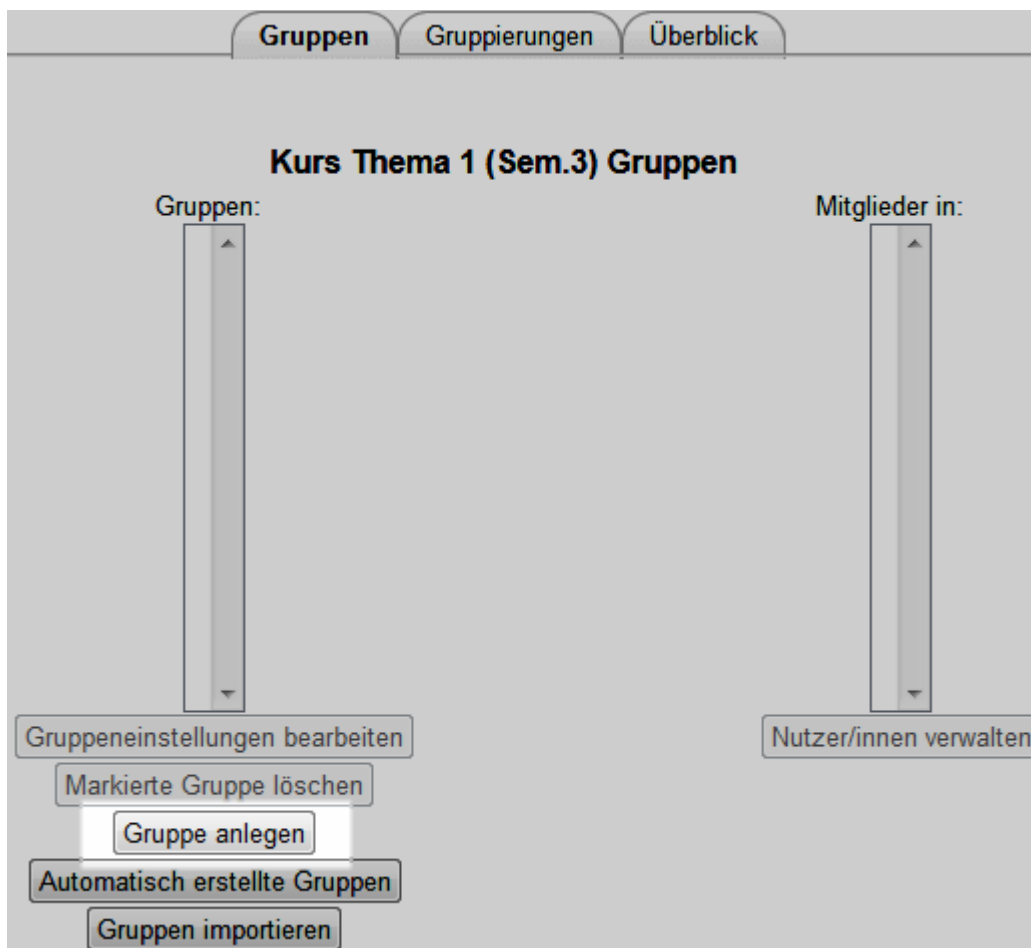 Gruppen Gruppierungen Überblick
Kurs Thema 1 (Sem.3) Gruppen
Gruppen:
Mitglieder in:
Gruppeneinstellungen bearbeiten
Nutzer/innen verwalten
Markierte Gruppe löschen
Gruppe anlegen
Automatisch erstellte Gruppen
Gruppen importieren